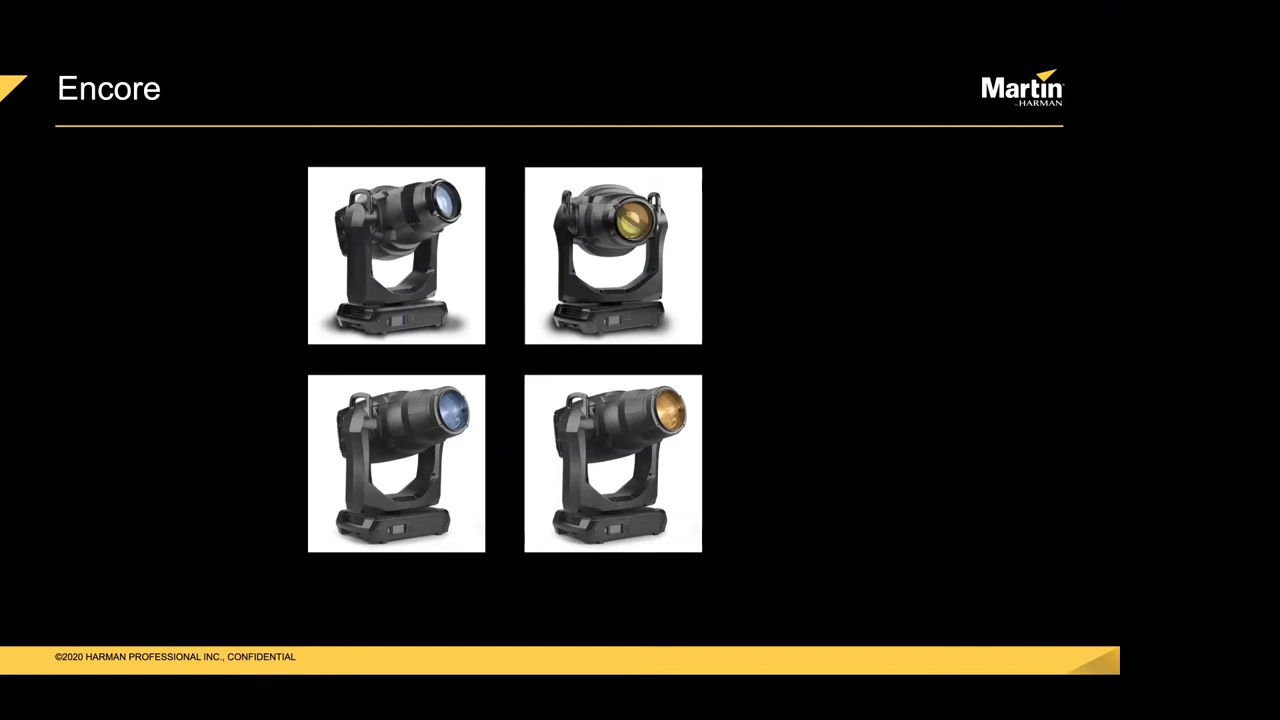 Encore
Martin
by HARMAN
©2020 HARMAN PROFESSIONAL INC., CONFIDENTIAL